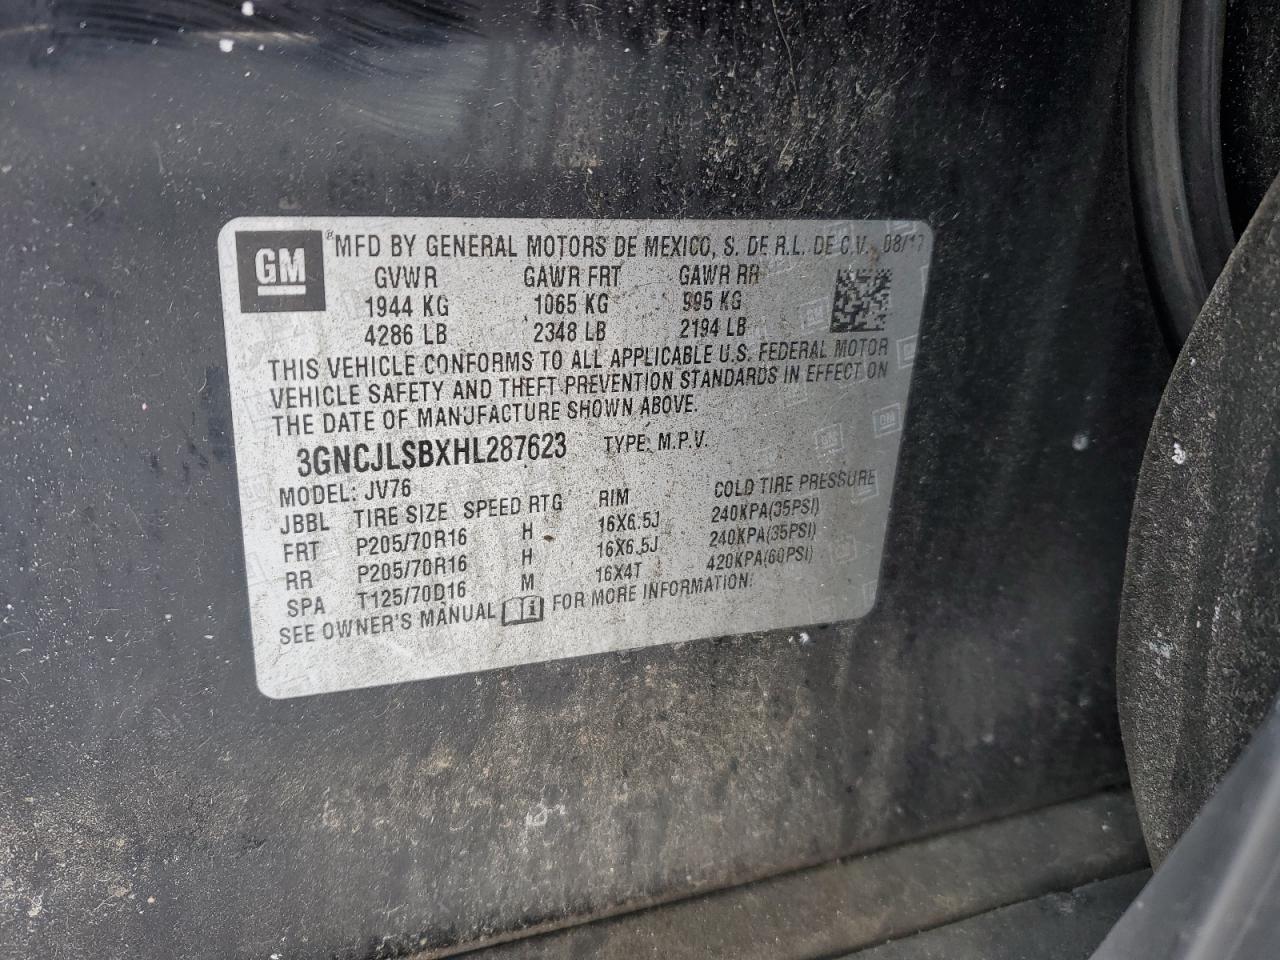 GM
®MFD BY GENERAL MOTORS DE MEXICO, S. DE R.L. DE C.V. 08/17
GVWR GAWR FRT GAWR RR
1944 KG 1065 KG 995 KG
4286 LB 2348 LB 2194 LB
THIS VEHICLE CONFORMS TO ALL APPLICABLE U.S. FEDERAL MOTOR
VEHICLE SAFETY AND THEFT PREVENTION STANDARDS IN EFFECT ON
THE DATE OF MANUFACTURE SHOWN ABOVE.
3GNCJLSBXHL287623 TYPE: M.P.V.
MODEL: JV76
JBBL TIRE SIZE SPEED RTG RIM COLD TIRE PRESSURE
FRT P205/70R16 H 16X6.5J 240KPA(35PSI)
RR P205/70R16 H 16X6.5J 240KPA(35PSI)
SPA T125/70D16 M 16X4T 420KPA(60PSI)
SEE OWNER'S MANUAL FOR MORE INFORMATION.